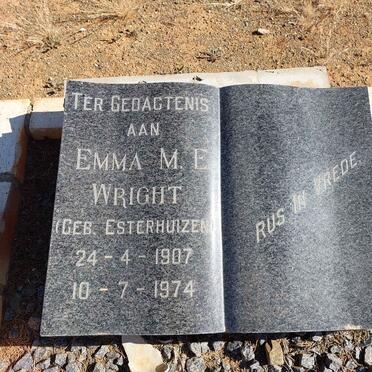 TER GEDAGTENIS
AAN
EMMA M. E
WRIGHT
(GEB. ESTERHUIZEN)
24 - 4 - 1907
10 - 7 - 1974
RUS IN VREDE